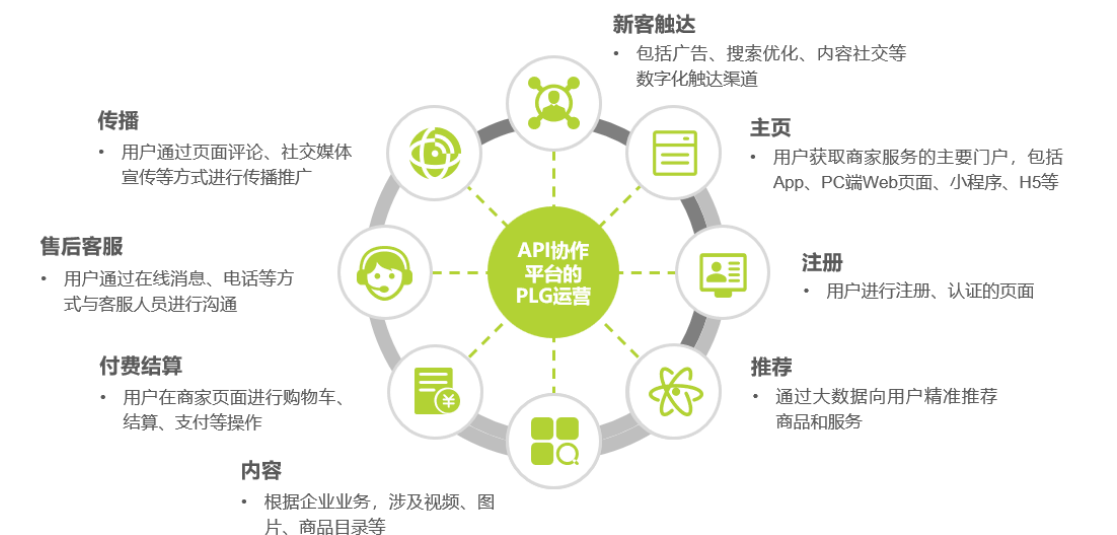 新客触达
• 包括广告、搜索优化、内容社交等
数字化触达渠道
主页
• 用户获取商家服务的主要门户，包括
App、PC端Web页面、小程序、H5等
注册
• 用户进行注册、认证的页面
推荐
• 通过大数据向用户精准推荐
商品和服务
内容
• 根据企业业务，涉及视频、图
片、商品目录等
付费结算
• 用户在商家页面进行购物车、
结算、支付等操作
¥
售后客服
• 用户通过在线消息、电话等方
式与客服人员进行沟通
传播
• 用户通过页面评论、社交媒体
宣传等方式进行传播推广
API协作
平台的
PLG运营